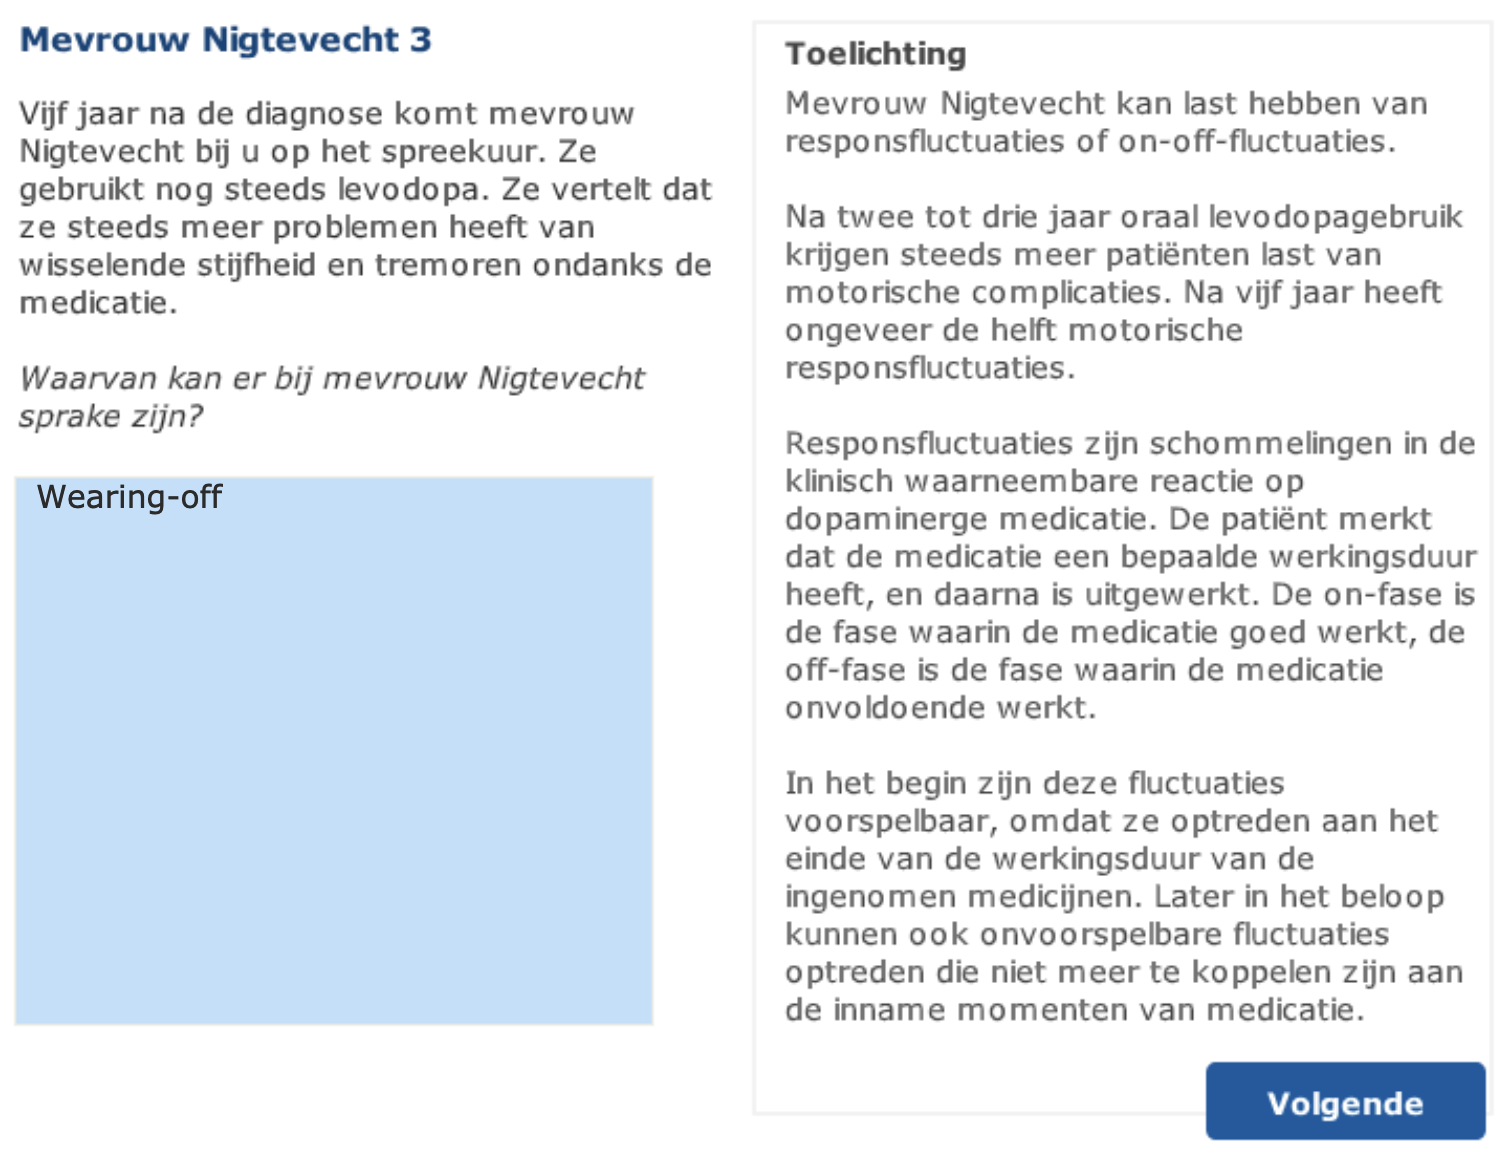 Mevrouw Nigtevecht 3
Vijf jaar na de diagnose komt mevrouw
Nigtevecht bij u op het spreekuur. Ze
gebruikt nog steeds levodopa. Ze vertelt dat
ze steeds meer problemen heeft van
wisselende stijfheid en tremoren ondanks de
medicatie.
Waarvan kan er bij mevrouw Nigtevecht
sprake zijn?
Wearing-off
Toelichting
Mevrouw Nigtevecht kan last hebben van
responsfluctuaties of on-off-fluctuaties.
Na twee tot drie jaar oraal levodopagebruik
krijgen steeds meer patiënten last van
motorische complicaties. Na vijf jaar heeft
ongeveer de helft motorische
responsfluctuaties.
Responsfluctuaties zijn schommelingen in de
klinisch waarneembare reactie op
dopaminerge medicatie. De patiënt merkt
dat de medicatie een bepaalde werkingsduur
heeft, en daarna is uitgewerkt. De on-fase is
de fase waarin de medicatie goed werkt, de
off-fase is de fase waarin de medicatie
onvoldoende werkt.
In het begin zijn deze fluctuaties
voorspelbaar, omdat ze optreden aan het
einde van de werkingsduur van de
ingenomen medicijnen. Later in het beloop
kunnen ook onvoorspelbare fluctuaties
optreden die niet meer te koppelen zijn aan
de inname momenten van medicatie.
Volgende